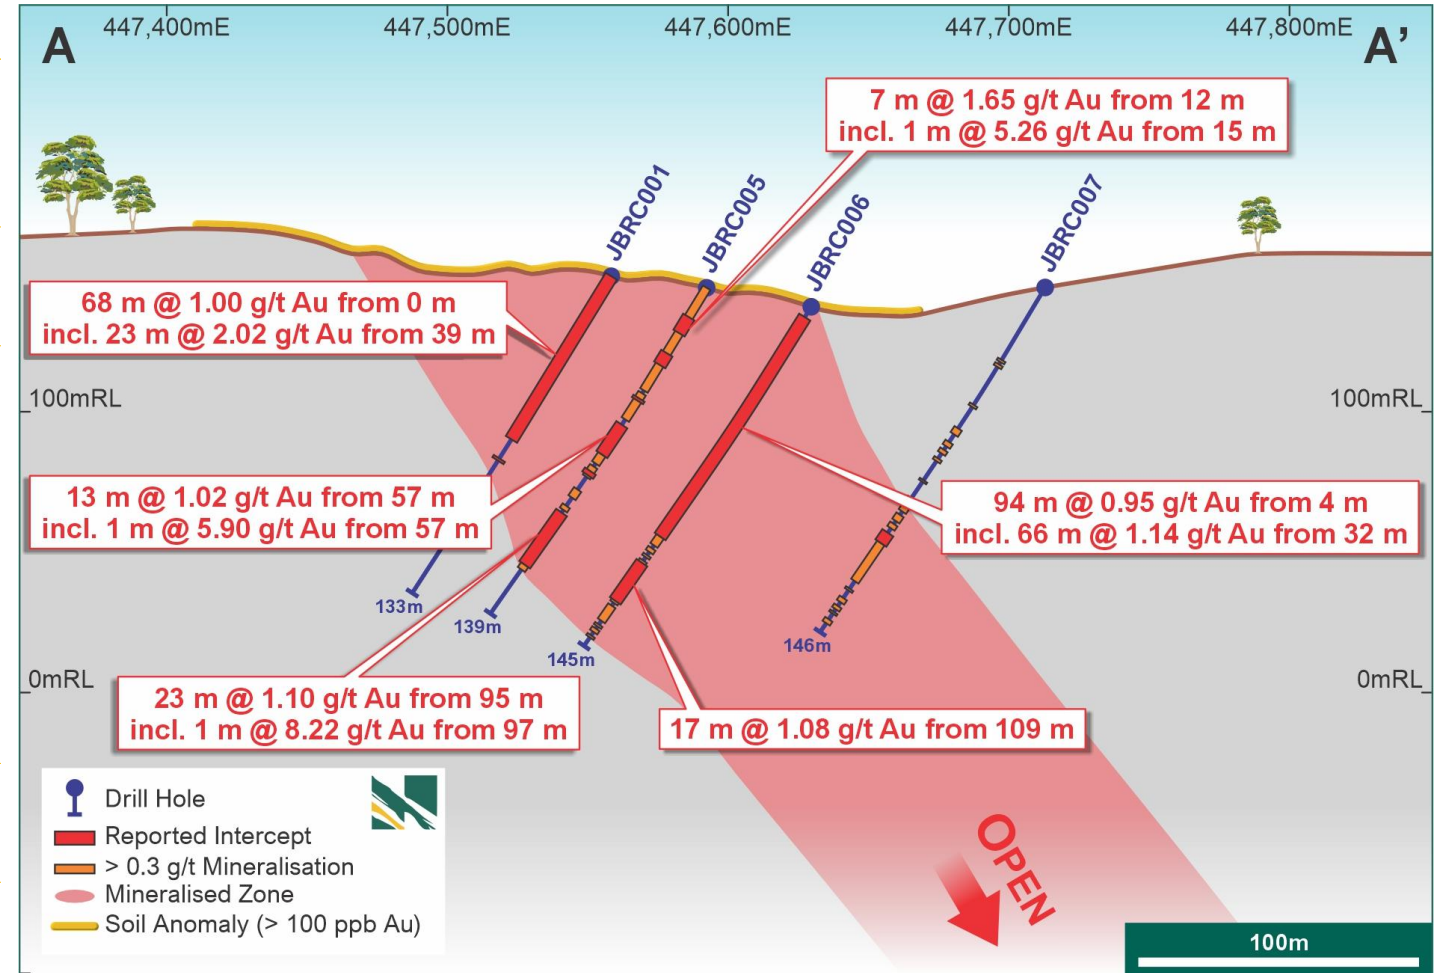 447,400mE
447,500mE
447,600mE
447,700mE
447,800mE
A
A'
7 m @ 1.65 g/t Au from 12 m
incl. 1 m @ 5.26 g/t Au from 15 m
JBRC001
JBRC005
JBRC006
JBRC007
68 m @ 1.00 g/t Au from 0 m
incl. 23 m @ 2.02 g/t Au from 39 m
100mRL
100mRL
13 m @ 1.02 g/t Au from 57 m
incl. 1 m @ 5.90 g/t Au from 57 m
94 m @ 0.95 g/t Au from 4 m
incl. 66 m @ 1.14 g/t Au from 32 m
133m
139m
145m
146m
0mRL
0mRL
23 m @ 1.10 g/t Au from 95 m
incl. 1 m @ 8.22 g/t Au from 97 m
17 m @ 1.08 g/t Au from 109 m
Drill Hole
Reported Intercept
> 0.3 g/t Mineralisation
Mineralised Zone
Soil Anomaly (> 100 ppb Au)
OPEN
100m